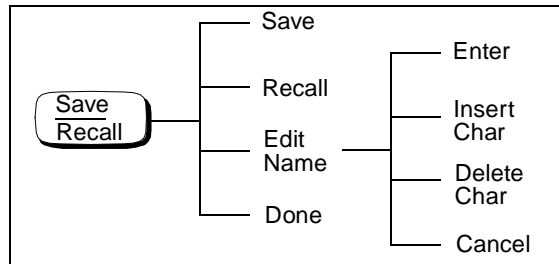 Save
Recall
Save
Recall
Edit
Name
Done
Enter
Insert
Char
Delete
Char
Cancel